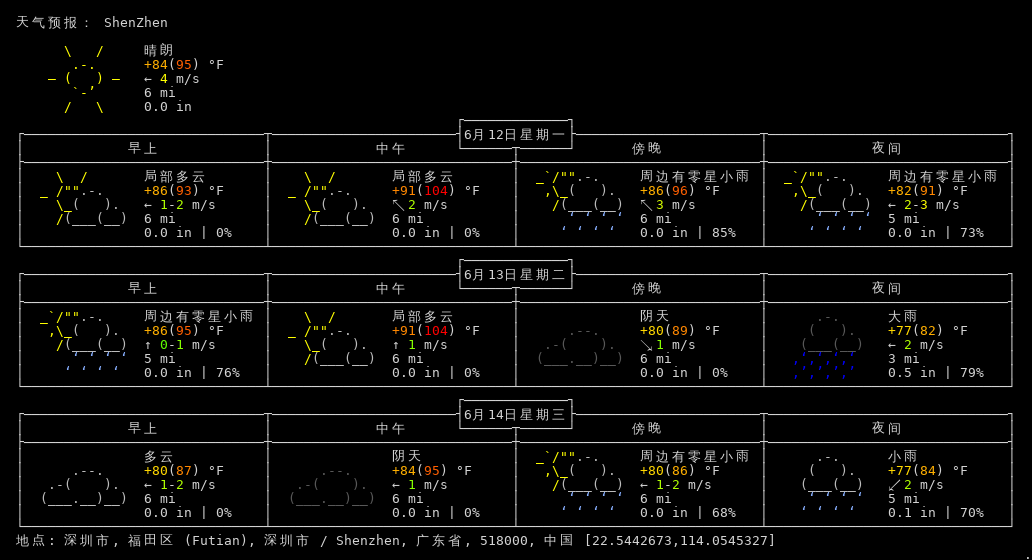 天气预报： ShenZhen
晴朗
+84(95) °F
← 4 m/s
6 mi
0.0 in
6月12日星期一
早上 中午 傍晚 夜间
局部多云 局部多云 周边有零星小雨 周边有零星小雨
+86(93) °F +91(104) °F +86(96) °F +82(91) °F
← 1-2 m/s ↖ 2 m/s ↖ 3 m/s ← 2-3 m/s
6 mi 6 mi 6 mi 5 mi
0.0 in | 0% 0.0 in | 0% 0.0 in | 85% 0.0 in | 73%
6月13日星期二
早上 中午 傍晚 夜间
周边有零星小雨 局部多云 阴天 大雨
+86(95) °F +91(104) °F +80(89) °F +77(82) °F
↑ 0-1 m/s ↑ 1 m/s ↘ 1 m/s ← 2 m/s
5 mi 6 mi 6 mi 3 mi
0.0 in | 76% 0.0 in | 0% 0.0 in | 0% 0.5 in | 79%
6月14日星期三
早上 中午 傍晚 夜间
多云 阴天 周边有零星小雨 小雨
+80(87) °F +84(95) °F +80(86) °F +77(84) °F
← 1-2 m/s ← 1 m/s ← 1-2 m/s ↙ 2 m/s
6 mi 6 mi 6 mi 5 mi
0.0 in | 0% 0.0 in | 0% 0.0 in | 68% 0.1 in | 70%
地点: 深圳市, 福田区 (Futian), 深圳市 / Shenzhen, 广东省, 518000, 中国 [22.5442673,114.0545327]